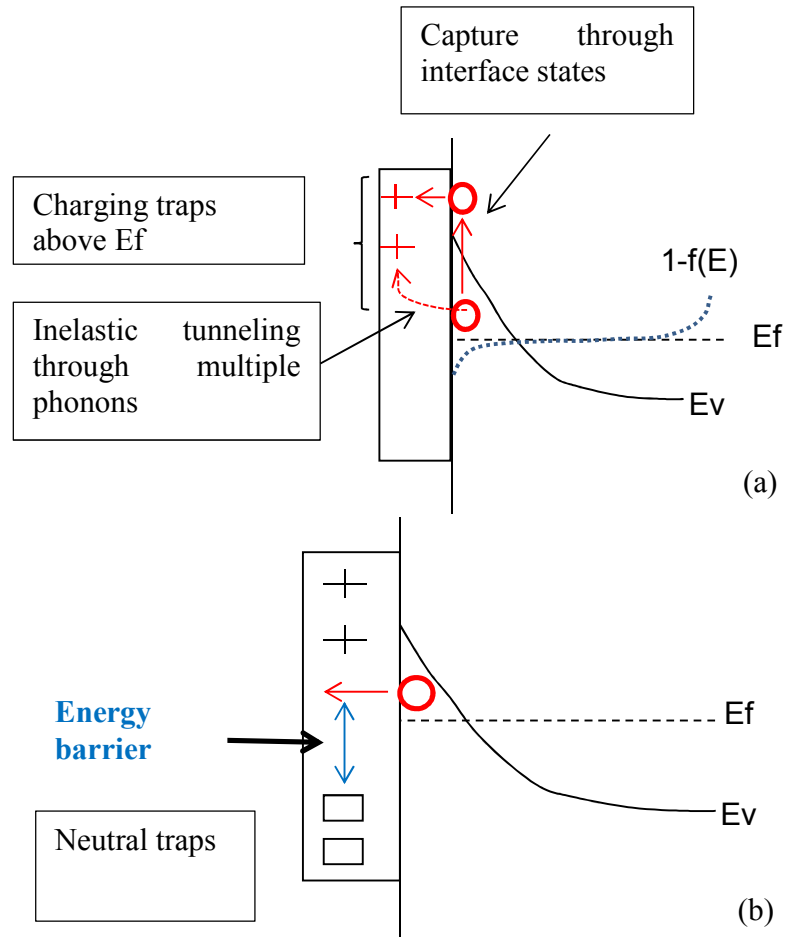 Capture through
interface states
Charging traps
above Ef
1-f(E)
Inelastic tunneling
through multiple
phonons
Ef
Ev
(a)
Energy
barrier
Ef
Neutral traps
Ev
(b)